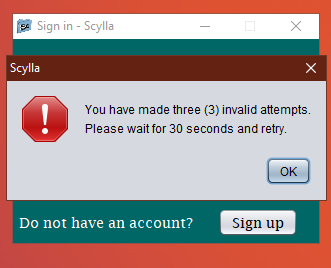 Sign in - Scylla
Scylla
You have made three (3) invalid attempts.
Please wait for 30 seconds and retry.
OK
Do not have an account?
Sign up